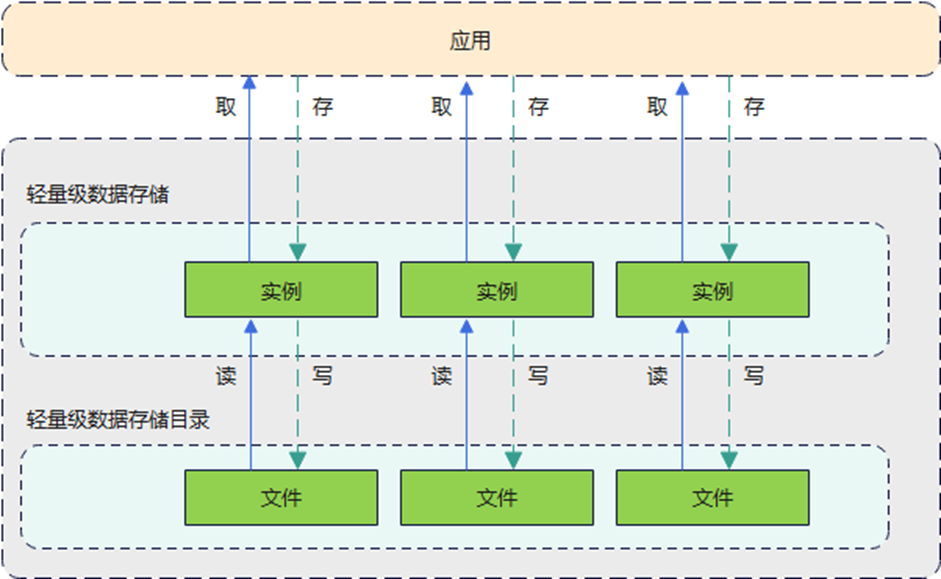 应用
取 存 取 存 取 存
轻量级数据存储
实例 实例 实例
读 写 读 写 读 写
轻量级数据存储目录
文件 文件 文件